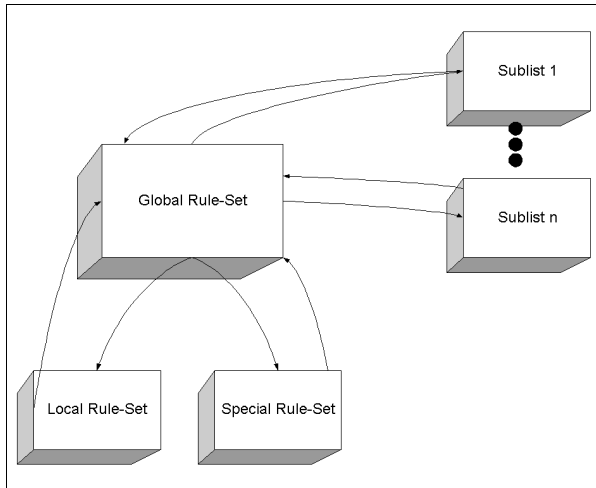 Sublist 1
Global Rule-Set
Sublist n
Local Rule-Set
Special Rule-Set